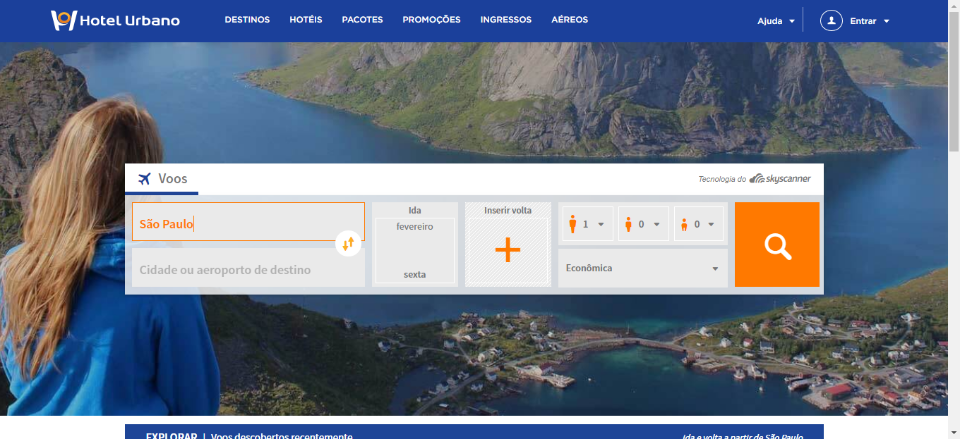 Hotel Urbano
DESTINOS HOTÉIS PACOTES PROMOÇÕES INGRESSOS AÉREOS
Ajuda
Entrar
Voos
Tecnologia do skyscanner
São Paulo
Cidade ou aeroporto de destino
Ida
fevereiro
sexta
Inserir volta
1 0 0
Econômica
EXPLORAR | Voos descobertos recentemente
Ida e volta a partir de São Paulo